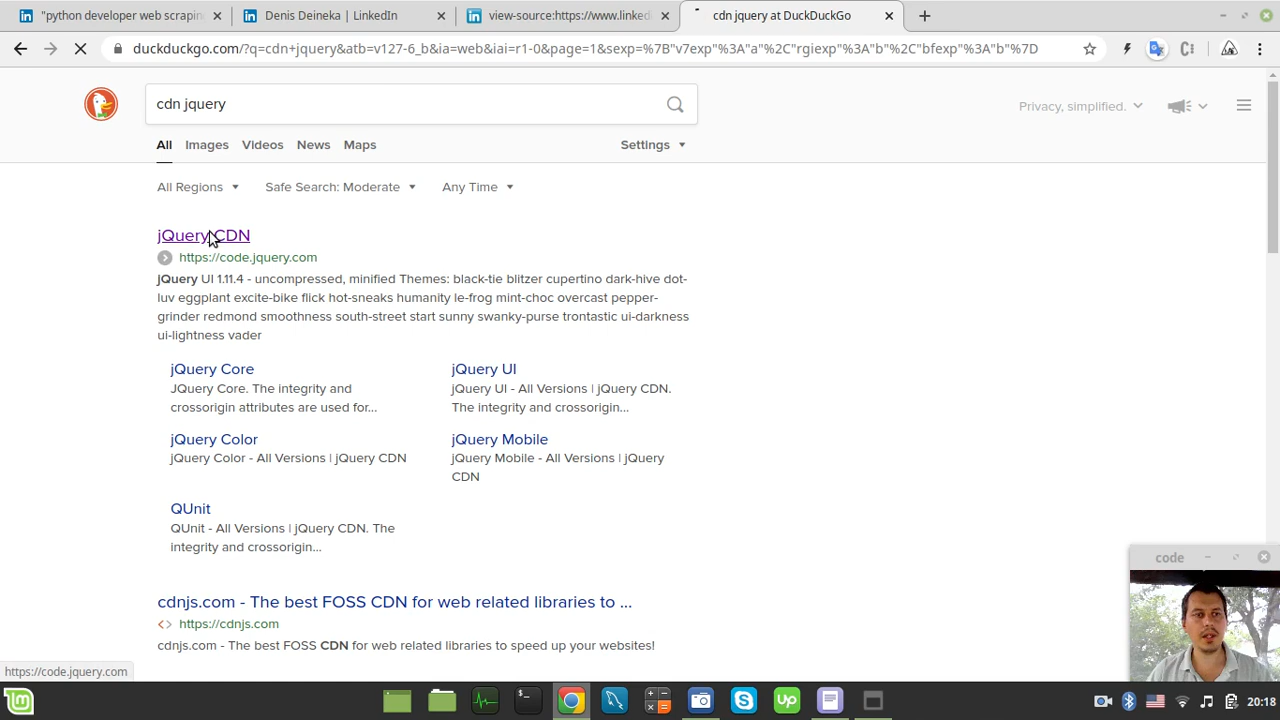 "python developer web scraping
Denis Deineka | LinkedIn
view-source:https://www.linked
cdn jquery at DuckDuckGo
duckduckgo.com/?q=cdn+jquery&atb=v127-6_b&ia=web&iai=r1-0&page=1&sexp=%7B"v7exp"%3A"a"%2C"rgiexp"%3A"b"%2C"bfexp"%3A"b"%7D
cdn jquery
Privacy, simplified.
All
Images
Videos
News
Maps
Settings
All Regions
Safe Search: Moderate
Any Time
jQuery CDN
https://code.jquery.com
jQuery UI 1.11.4 - uncompressed, minified Themes: black-tie blitzer cupertino dark-hive dot-
luv eggplant excite-bike flick hot-sneaks humanity le-frog mint-choc overcast pepper-
grinder redmond smoothness south-street start sunny swanky-purse trontastic ui-darkness
ui-lightness vader
jQuery Core
JQuery Core. The integrity and
crossorigin attributes are used for...
jQuery UI
jQuery UI - All Versions | jQuery CDN.
The integrity and crossorigin...
jQuery Color
jQuery Color - All Versions | jQuery CDN
jQuery Mobile
jQuery Mobile - All Versions | jQuery
CDN
QUnit
QUnit - All Versions | jQuery CDN. The
integrity and crossorigin...
cdnjs.com - The best FOSS CDN for web related libraries to ...
https://cdnjs.com
cdnjs.com - The best FOSS CDN for web related libraries to speed up your websites!
code
https://code.jquery.com
Up
20:18